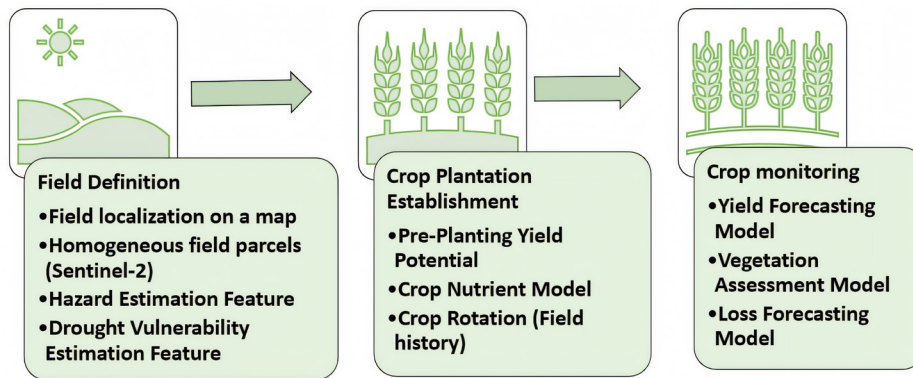 Field Definition
•Field localization on a map
•Homogeneous field parcels
(Sentinel-2)
•Hazard Estimation Feature
•Drought Vulnerability
Estimation Feature
Crop Plantation
Establishment
•Pre-Planting Yield
Potential
•Crop Nutrient Model
•Crop Rotation (Field
history)
Crop monitoring
•Yield Forecasting
Model
•Vegetation
Assessment Model
•Loss Forecasting
Model